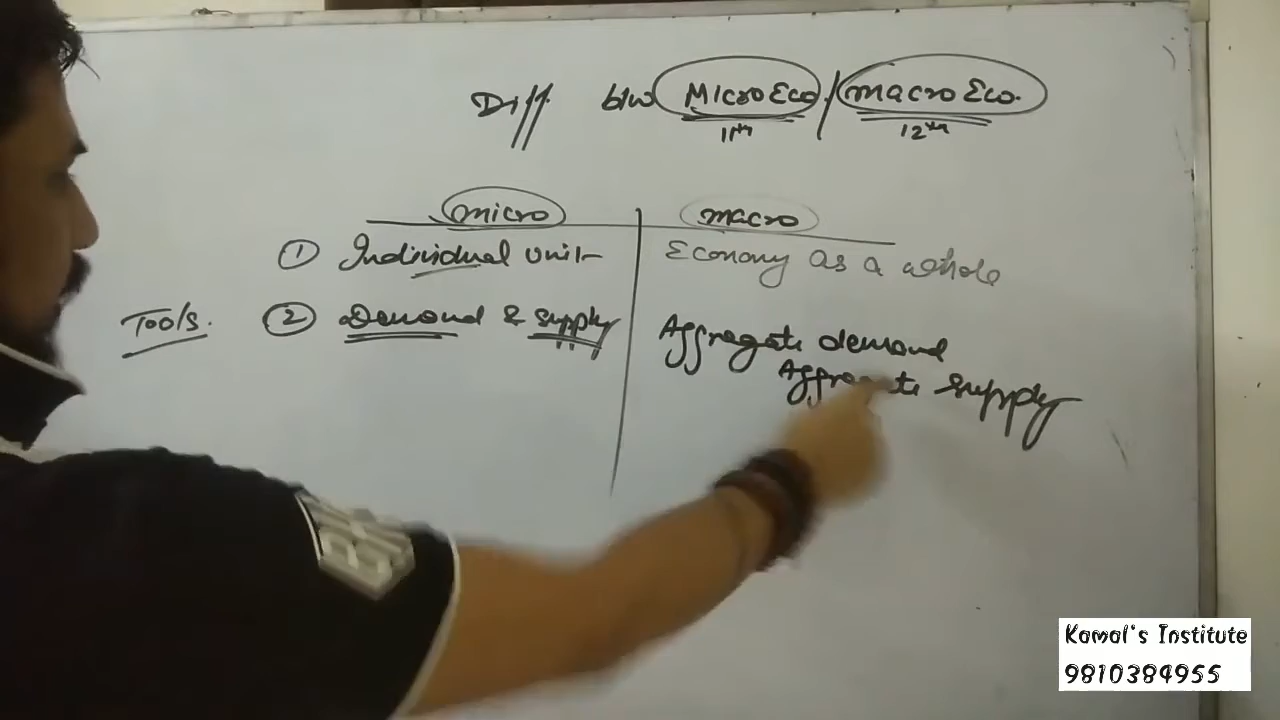 Diff b/w Micro Eco. / macro Eco.
11th 12th
micro macro
① Individual unit Economy as a whole
Tools. ② Demand & supply Aggregate demand
Aggregate supply
Kamal's Institute
9810384955